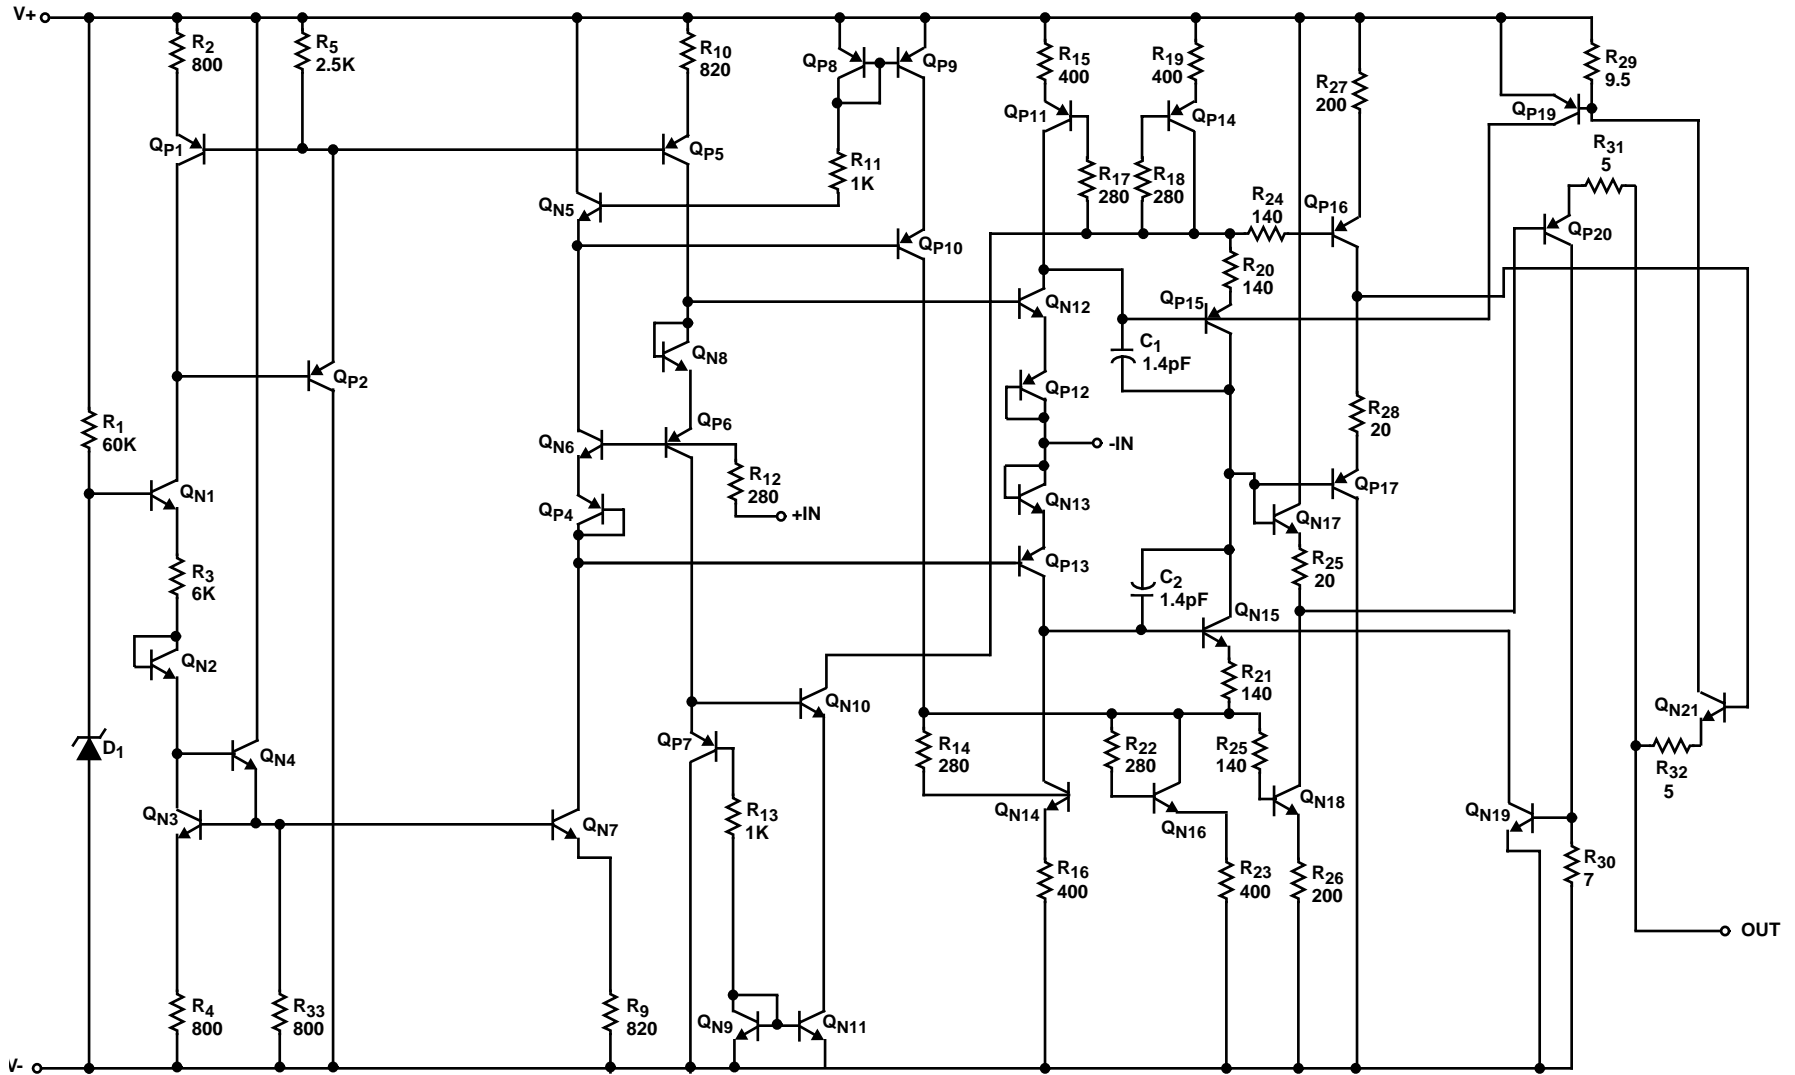 V+
R2
800
R5
2.5K
R10
820
QP8
QP9
R15
400
R19
400
R27
200
R29
9.5
QP1
QP5
QP11
QP14
QP19
R11
1K
R17
280
R18
280
R31
5
QN5
QP10
R24
140
QP16
QP20
R20
140
QN12
QP15
C1
1.4pF
QN8
QP2
QP12
R1
60K
QN6
QP6
-IN
R28
20
R12
280
+IN
QN1
QP4
QN13
QP17
QN17
R3
6K
QP13
C2
1.4pF
R25
20
QN15
QN2
R21
140
QN10
QN21
D1
QN4
QP7
R14
280
R22
280
R25
140
R32
5
QN3
QN7
R13
1K
QN14
QN16
QN18
QN19
R16
400
R23
400
R26
200
R30
7
OUT
R4
800
R33
800
R9
820
QN9
QN11
V-